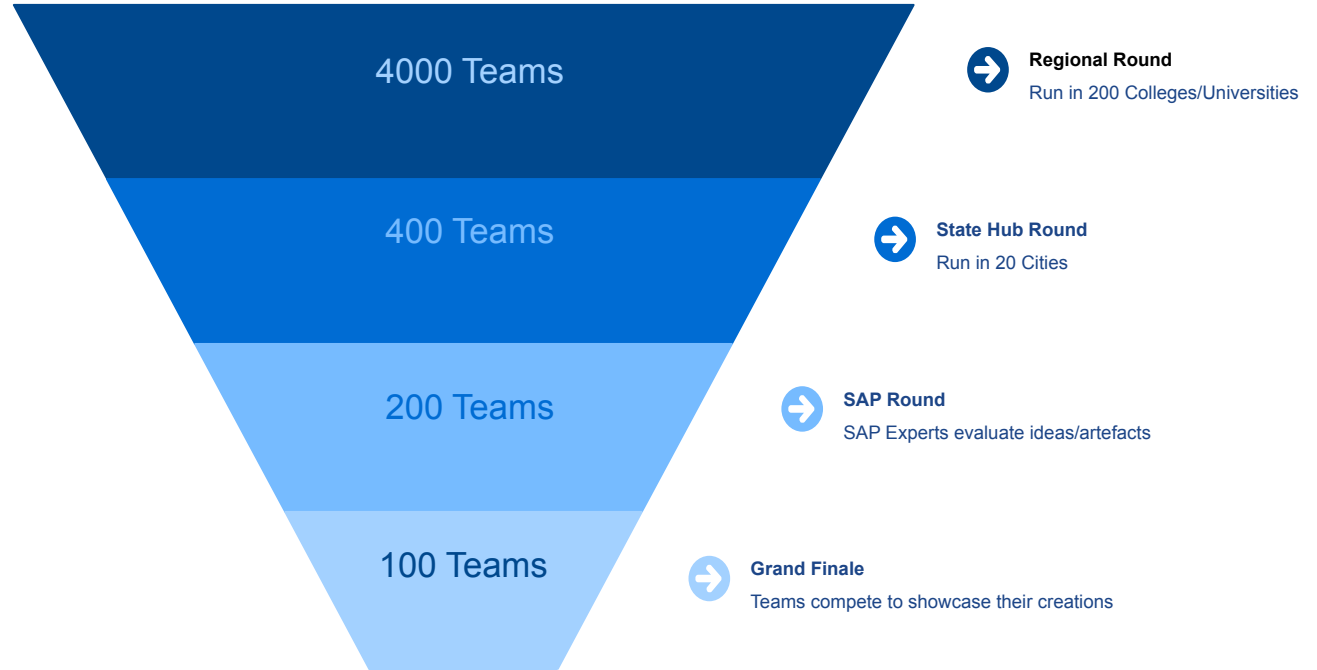 4000 Teams
Regional Round
Run in 200 Colleges/Universities
400 Teams
State Hub Round
Run in 20 Cities
200 Teams
SAP Round
SAP Experts evaluate ideas/artefacts
100 Teams
Grand Finale
Teams compete to showcase their creations